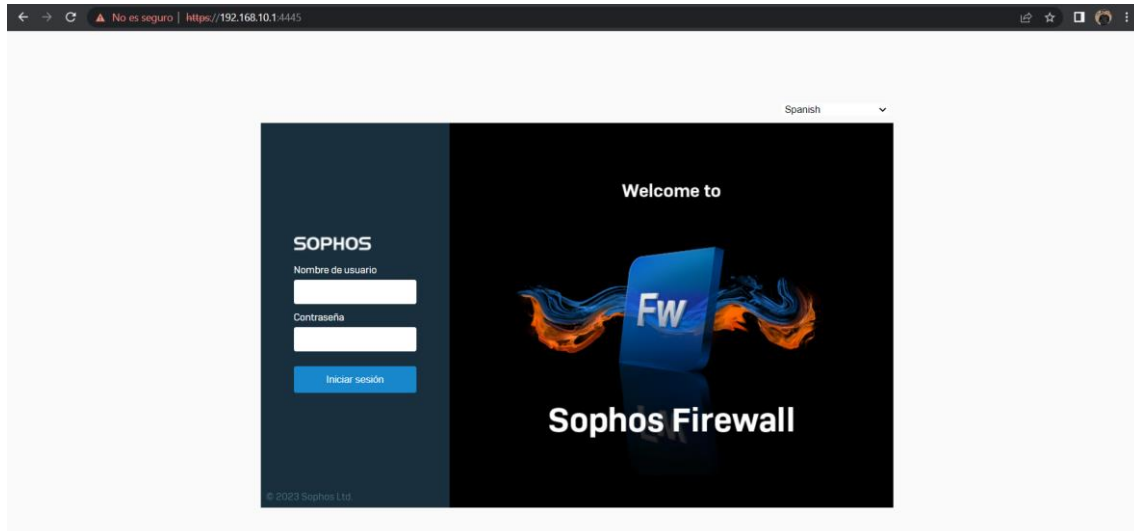 No es seguro | https://192.168.10.1:4445
Spanish
Welcome to
SOPHOS
Nombre de usuario
Contraseña
Fw
Iniciar sesión
Sophos Firewall
© 2023 Sophos Ltd.